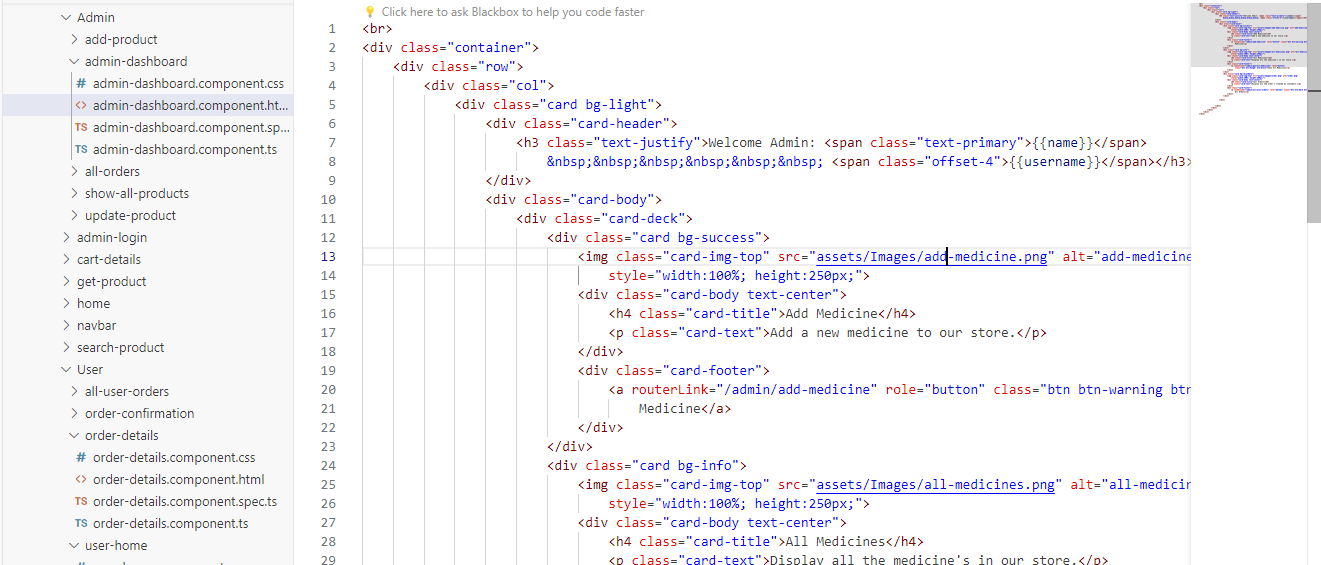 Admin
add-product
admin-dashboard
# admin-dashboard.component.css
<> admin-dashboard.component.ht...
TS admin-dashboard.component.sp...
TS admin-dashboard.component.ts
all-orders
show-all-products
update-product
admin-login
cart-details
get-product
home
navbar
search-product
User
all-user-orders
order-confirmation
order-details
# order-details.component.css
<> order-details.component.html
TS order-details.component.spec.ts
TS order-details.component.ts
user-home
Click here to ask Blackbox to help you code faster
1 <br>
2 <div class="container">
3 <div class="row">
4 <div class="col">
5 <div class="card bg-light">
6 <div class="card-header">
7 <h3 class="text-justify">Welcome Admin: <span class="text-primary">{{name}}</span>
8 &nbsp;&nbsp;&nbsp;&nbsp;&nbsp;&nbsp; <span class="offset-4">{{username}}</span></h3>
9 </div>
10 <div class="card-body">
11 <div class="card-deck">
12 <div class="card bg-success">
13 <img class="card-img-top" src="assets/Images/add-medicine.png" alt="add-medicine
14 style="width:100%; height:250px;">
15 <div class="card-body text-center">
16 <h4 class="card-title">Add Medicine</h4>
17 <p class="card-text">Add a new medicine to our store.</p>
18 </div>
19 <div class="card-footer">
20 <a routerLink="/admin/add-medicine" role="button" class="btn btn-warning btn
21 Medicine</a>
22 </div>
23 </div>
24 <div class="card bg-info">
25 <img class="card-img-top" src="assets/Images/all-medicines.png" alt="all-medicin
26 style="width:100%; height:250px;">
27 <div class="card-body text-center">
28 <h4 class="card-title">All Medicines</h4>
29 <p class="card-text">Display all the medicine's in our store.</p>